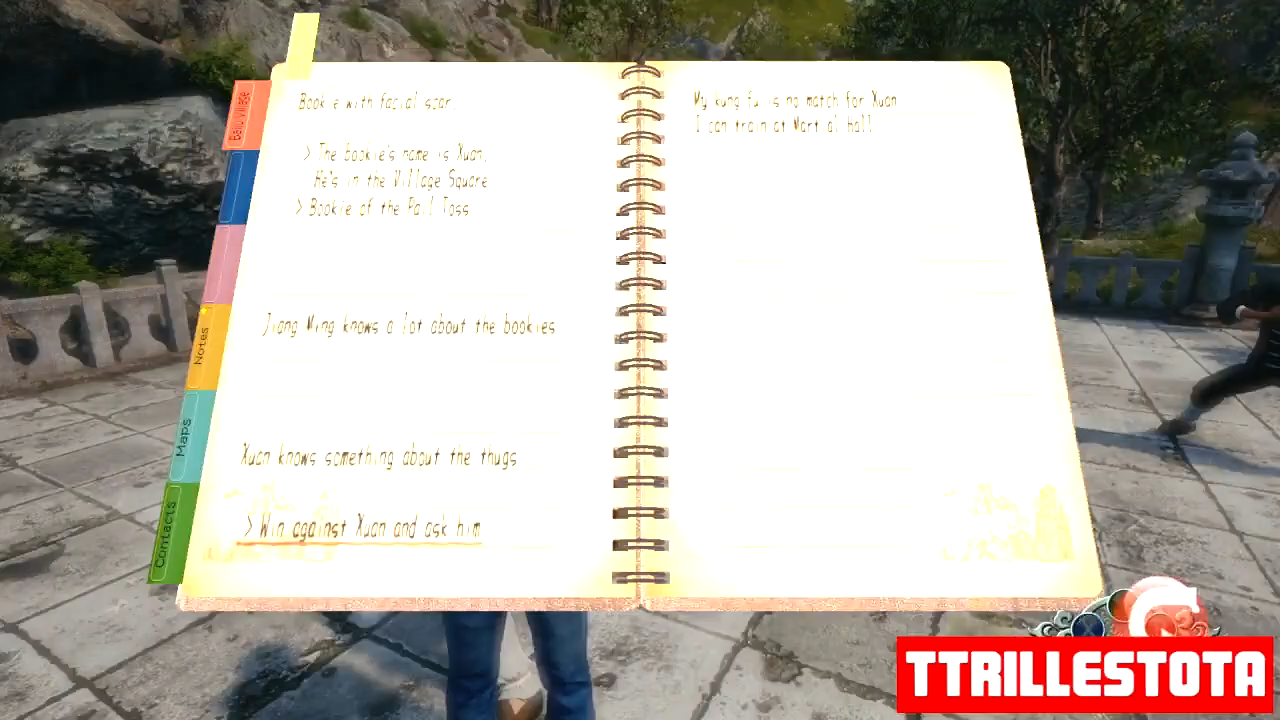 Bookie with facial scar.
> The bookie's name is Xuan.
He's in the Village Square
> Bookie of the Pail Toss
Jiang Ming knows a lot about the bookies
Xuan knows something about the thugs
> Win against Xuan and ask him
My kung fu is no match for Xuan
I can train at Martial Hall
Bailu Village
Notes
Maps
Contacts
TTRILLESTOTA